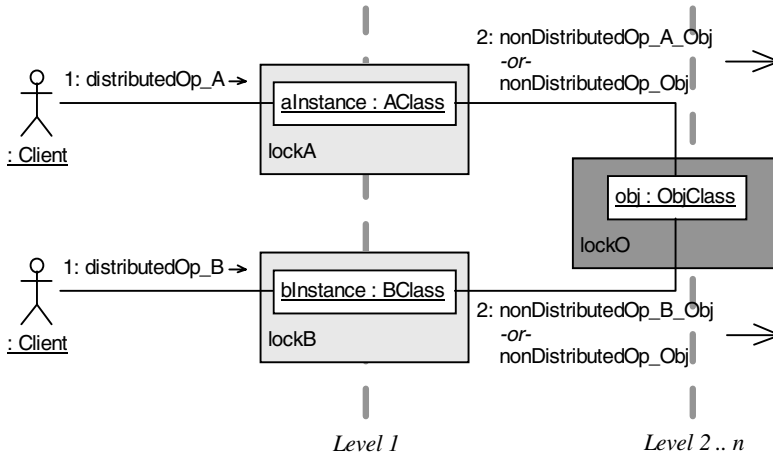 2: nonDistributedOp_A_Obj
-or-
nonDistributedOp_Obj
1: distributedOp_A
aInstance : AClass
: Client
lockA
obj : ObjClass
lockO
1: distributedOp_B
bInstance : BClass
: Client
lockB
2: nonDistributedOp_B_Obj
-or-
nonDistributedOp_Obj
Level 1
Level 2 .. n